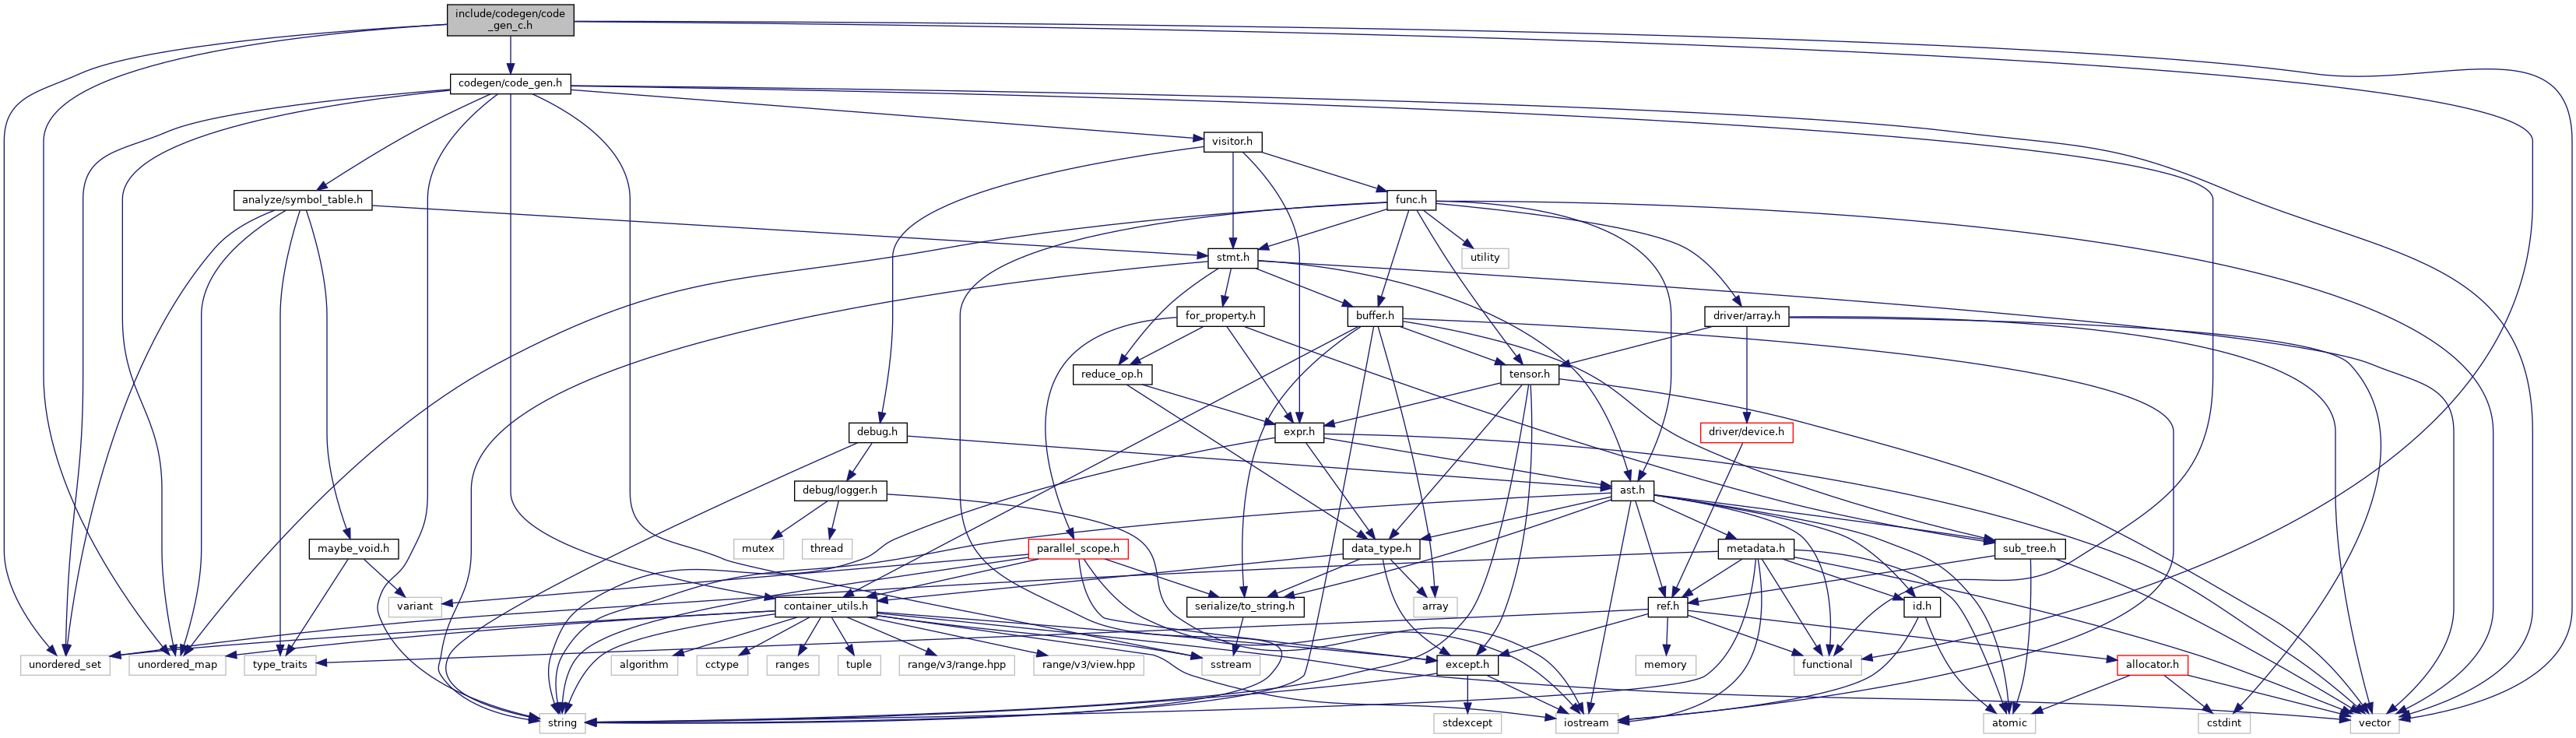 include/codegen/code
_gen_c.h
codegen/code_gen.h
visitor.h
analyze/symbol_table.h
func.h
stmt.h
utility
for_property.h
buffer.h
driver/array.h
reduce_op.h
tensor.h
debug.h
expr.h
driver/device.h
debug/logger.h
ast.h
mutex
thread
maybe_void.h
parallel_scope.h
data_type.h
metadata.h
sub_tree.h
variant
container_utils.h
serialize/to_string.h
array
ref.h
id.h
unordered_set
unordered_map
type_traits
algorithm
cctype
ranges
tuple
range/v3/range.hpp
range/v3/view.hpp
sstream
except.h
memory
functional
allocator.h
string
stdexcept
iostream
atomic
cstdint
vector